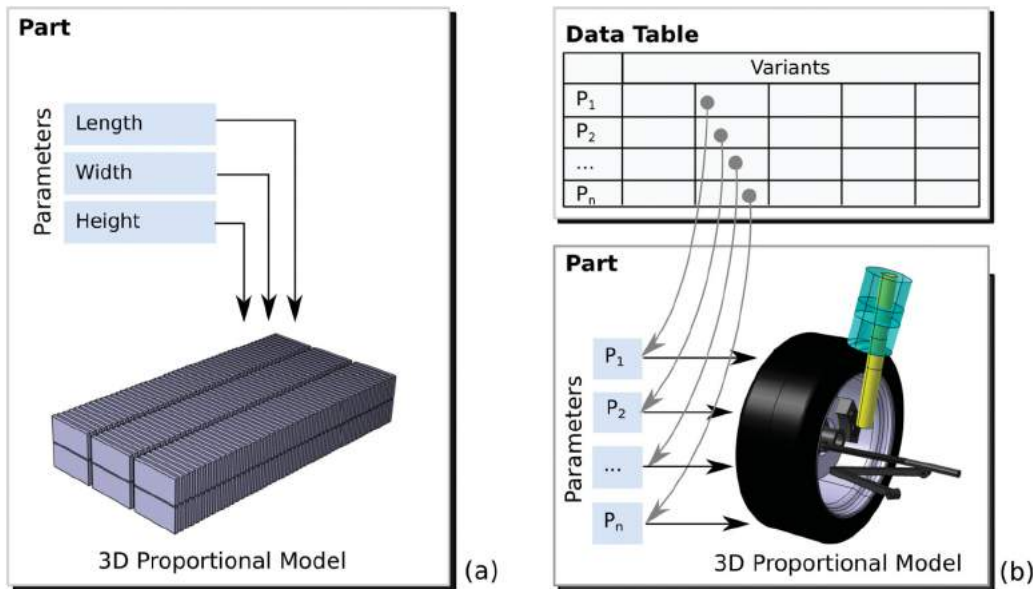 Part
Parameters
Length
Width
Height
3D Proportional Model
(a)
Data Table
Variants
P1
P2
...
Pn
Part
Parameters
P1
P2
...
Pn
3D Proportional Model
(b)